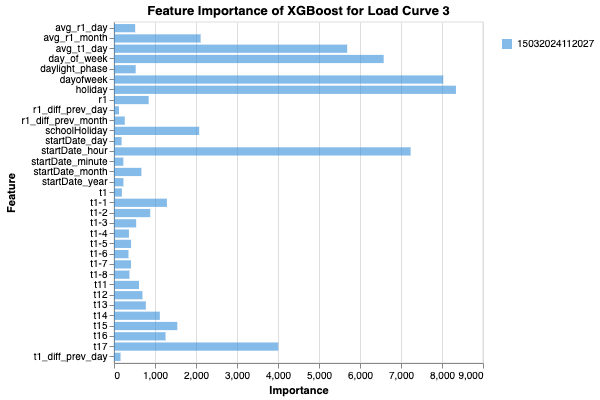 Feature Importance of XGBoost for Load Curve 3
15032024112027
Feature
avg_r1_day
avg_r1_month
avg_t1_day
day_of_week
daylight_phase
dayofweek
holiday
r1
r1_diff_prev_day
r1_diff_prev_month
schoolHoliday
startDate_day
startDate_hour
startDate_minute
startDate_month
startDate_year
t1
t1-1
t1-2
t1-3
t1-4
t1-5
t1-6
t1-7
t1-8
t11
t12
t13
t14
t15
t16
t17
t1_diff_prev_day
0 1,000 2,000 3,000 4,000 5,000 6,000 7,000 8,000 9,000
Importance